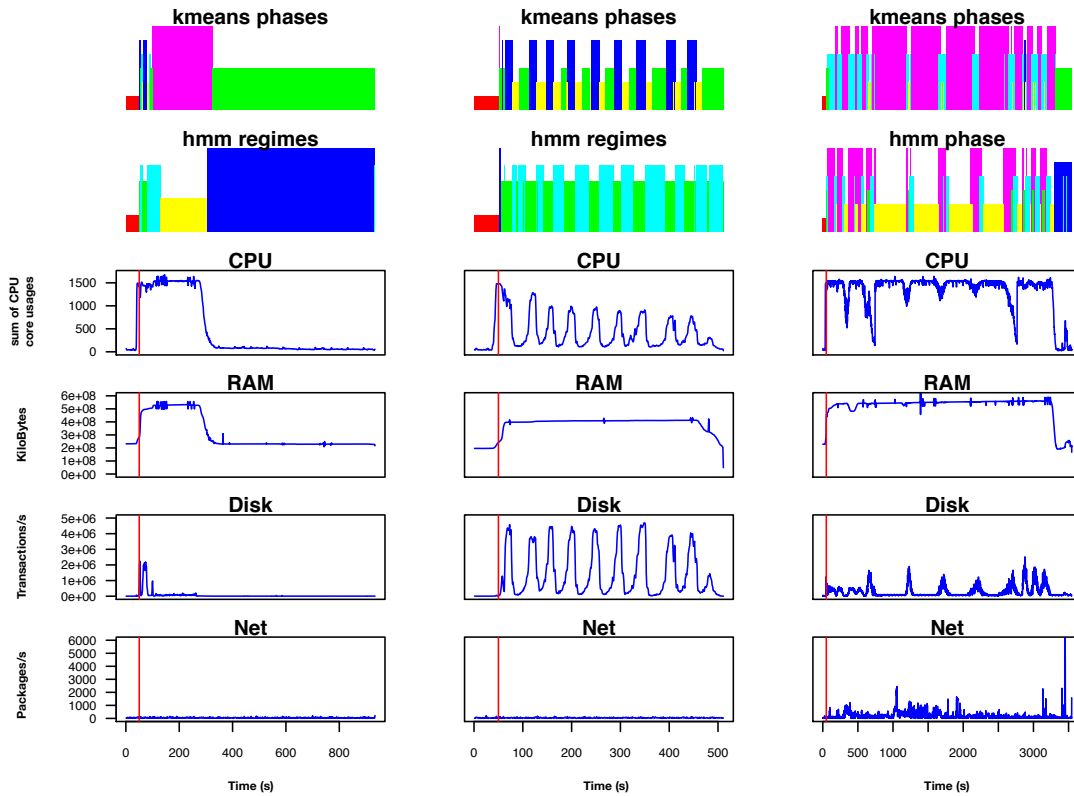 kmeans phases kmeans phases kmeans phases
hmm regimes hmm regimes hmm phase
CPU CPU CPU
sum of CPU
core usages
1500
1000
500
0
RAM RAM RAM
KiloBytes
6e+08
5e+08
4e+08
3e+08
2e+08
1e+08
0e+00
Disk Disk Disk
Transactions/s
5e+06
4e+06
3e+06
2e+06
1e+06
0e+00
Net Net Net
Packages/s
6000
5000
4000
3000
2000
1000
0
0 200 400 600 800 0 100 200 300 400 500 0 500 1000 2000 3000
Time (s) Time (s) Time (s)